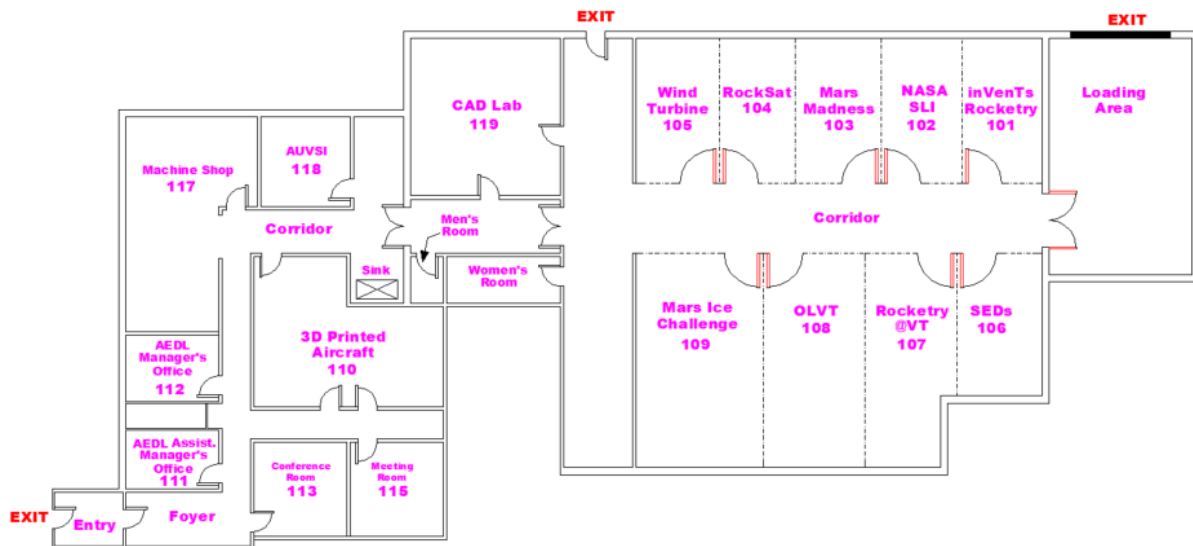 EXIT
EXIT
Wind
Turbine
105
RockSat
104
Mars
Madness
103
NASA
SLI
102
inVenTs
Rocketry
101
Loading
Area
CAD Lab
119
AUVSI
118
Machine Shop
117
Corridor
Men's
Room
Corridor
Sink
Women's
Room
Mars Ice
Challenge
109
OLVT
108
Rocketry
@VT
107
SEDs
106
3D Printed
Aircraft
110
AEDL
Manager's
Office
112
AEDL Assist.
Manager's
Office
111
Conference
Room
113
Meeting
Room
115
EXIT
Entry
Foyer